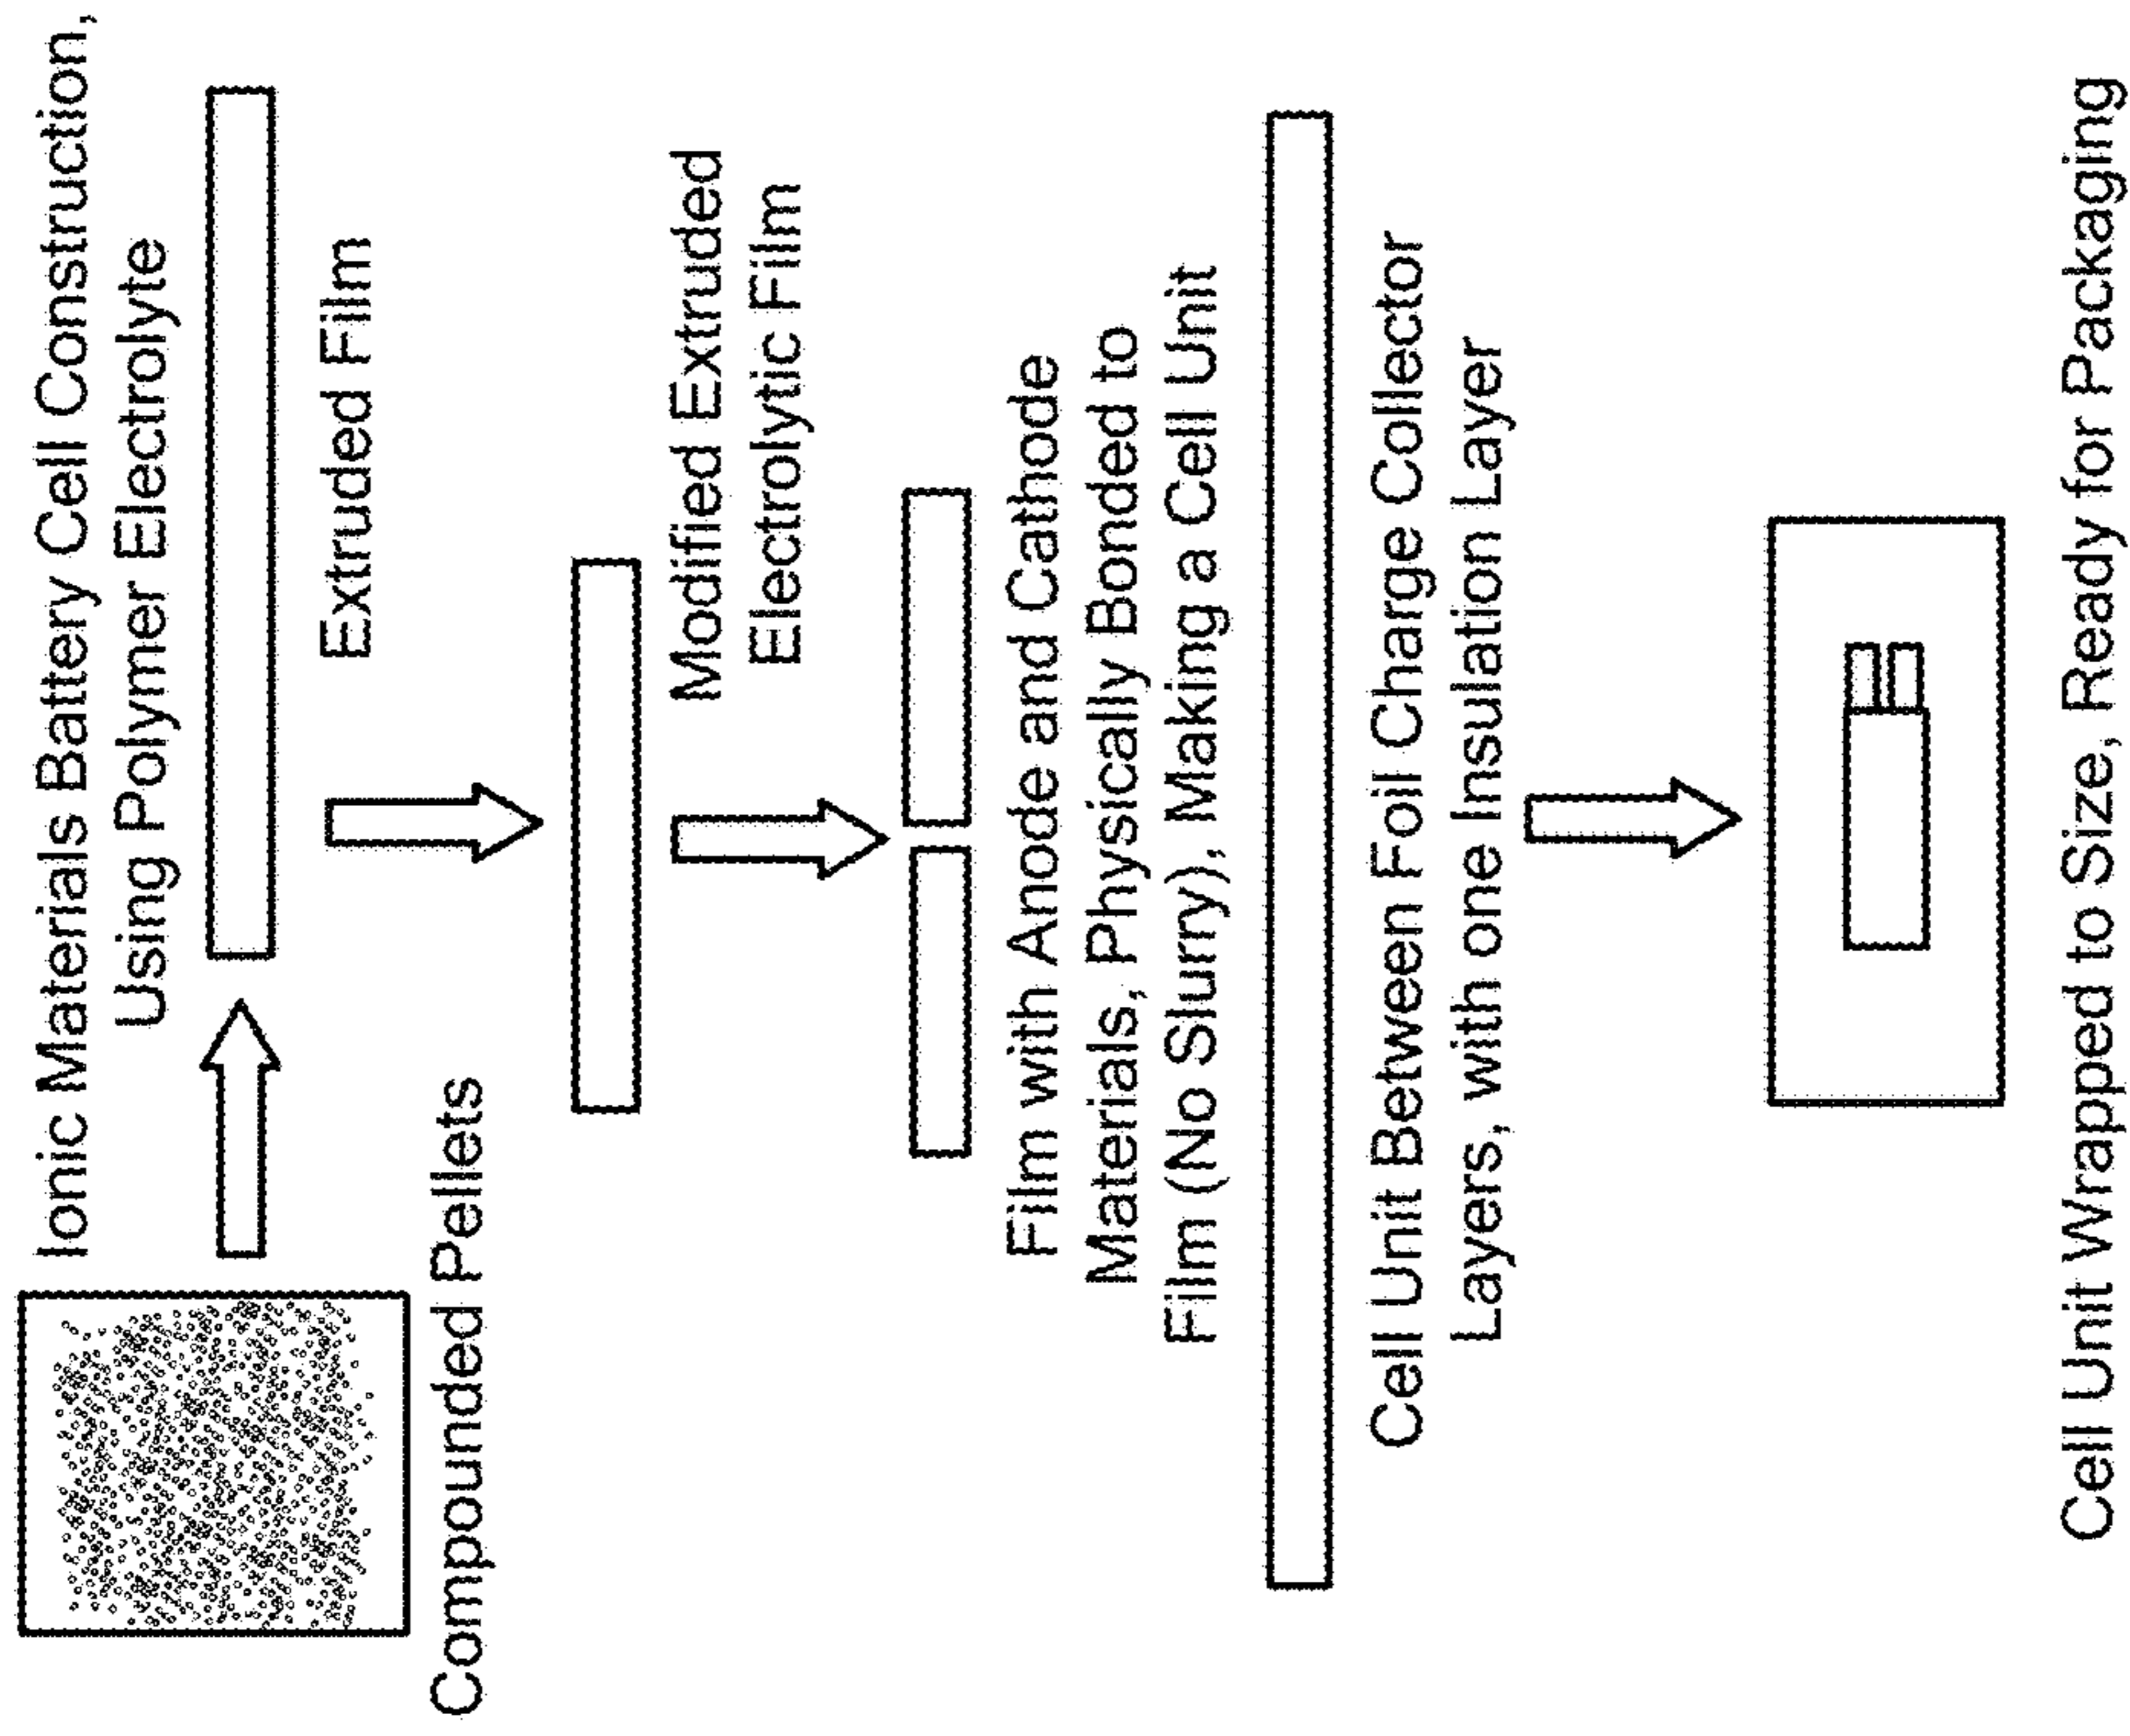 Ionic Materials Battery Cell Construction,
Using Polymer Electrolyte
Compounded Pellets
Extruded Film
Modified Extruded
Electrolytic Film
Film with Anode and Cathode
Materials, Physically Bonded to
Film (No Slurry), Making a Cell Unit
Cell Unit Between Foil Charge Collector
Layers, with one Insulation Layer
Cell Unit Wrapped to Size, Ready for Packaging